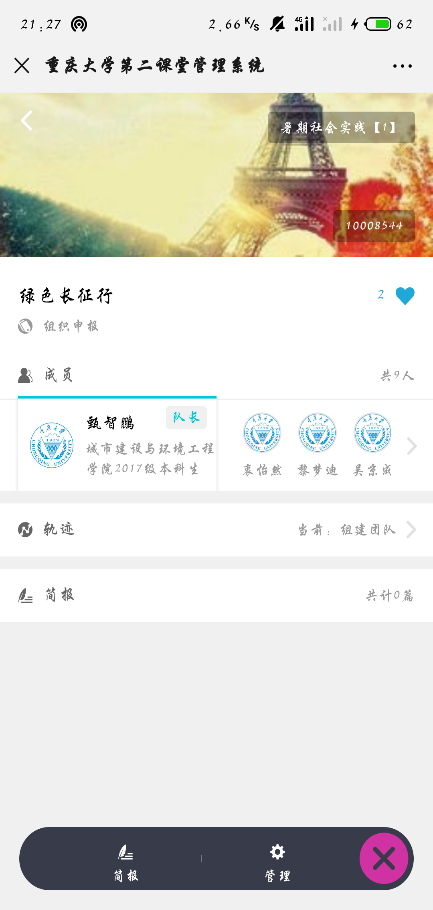 21:27 2.66 K/s 4G 62
重庆大学第二课堂管理系统
暑期社会实践【1】
10008544
绿色长征行 2
组织申报
成员 共9人
甄智鹏 队长
城市建设与环境工程
学院2017级本科生
袁怡然 黎梦迪 吴景成
轨迹 当前：组建团队
简报 共计0篇
简报 管理